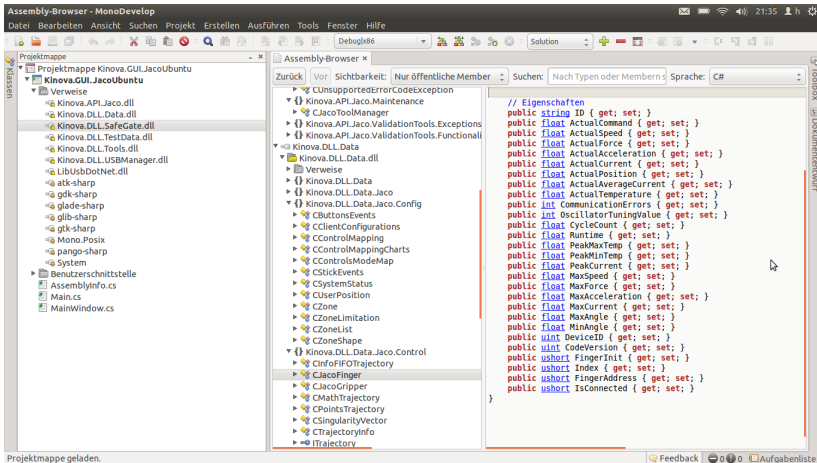 Assembly-Browser - MonoDevelop
21:35
h
Datei Bearbeiten Ansicht Suchen Projekt Erstellen Ausführen Tools Fenster Hilfe
Debug|x86
Solution
Projektmappe
Projektmappe Kinova.GUI.JacoUbuntu
Kinova.GUI.JacoUbuntu
Verweise
Kinova.API.Jaco.dll
Kinova.DLL.Data.dll
Kinova.DLL.SafeGate.dll
Kinova.DLL.TestData.dll
Kinova.DLL.Tools.dll
Kinova.DLL.USBManager.dll
LibUsbDotNet.dll
atk-sharp
gdk-sharp
glade-sharp
glib-sharp
gtk-sharp
Mono.Posix
pango-sharp
System
Benutzerschnittstelle
AssemblyInfo.cs
Main.cs
MainWindow.cs
Klassen
Assembly-Browser
Zurück Vor Sichtbarkeit: Nur öffentliche Member Suchen: Nach Typen oder Membern s Sprache: C#
CUnsupportedErrorCodeException
{} Kinova.API.Jaco.Maintenance
CJacoToolManager
{} Kinova.API.Jaco.ValidationTools.Exceptions
{} Kinova.API.Jaco.ValidationTools.Functionali
Kinova.DLL.Data
Kinova.DLL.Data.dll
Verweise
{} Kinova.DLL.Data
{} Kinova.DLL.Data.Jaco
{} Kinova.DLL.Data.Jaco.Config
CButtonsEvents
CClientConfigurations
CControlMapping
CControlMappingCharts
CControlsModeMap
CStickEvents
CSystemStatus
CUserPosition
CZone
CZoneLimitation
CZoneList
CZoneShape
{} Kinova.DLL.Data.Jaco.Control
CInfoFIFOTrajectory
CJacoFinger
CJacoGripper
CMathTrajectory
CPointsTrajectory
CSingularityVector
CTrajectoryInfo
ITrajectory
// Eigenschaften
public string ID { get; set; }
public float ActualCommand { get; set; }
public float ActualSpeed { get; set; }
public float ActualForce { get; set; }
public float ActualAcceleration { get; set; }
public float ActualCurrent { get; set; }
public float ActualPosition { get; set; }
public float ActualAverageCurrent { get; set; }
public float ActualTemperature { get; set; }
public int CommunicationErrors { get; set; }
public int OscillatorTuningValue { get; set; }
public float CycleCount { get; set; }
public float Runtime { get; set; }
public float PeakMaxTemp { get; set; }
public float PeakMinTemp { get; set; }
public float PeakCurrent { get; set; }
public float MaxSpeed { get; set; }
public float MaxForce { get; set; }
public float MaxAcceleration { get; set; }
public float MaxCurrent { get; set; }
public float MaxAngle { get; set; }
public float MinAngle { get; set; }
public uint DeviceID { get; set; }
public uint CodeVersion { get; set; }
public ushort FingerInit { get; set; }
public ushort Index { get; set; }
public ushort FingerAddress { get; set; }
public ushort IsConnected { get; set; }
}
Toolbox
Dokumententwurf
Projektmappe geladen.
Feedback 0 0 Aufgabenliste